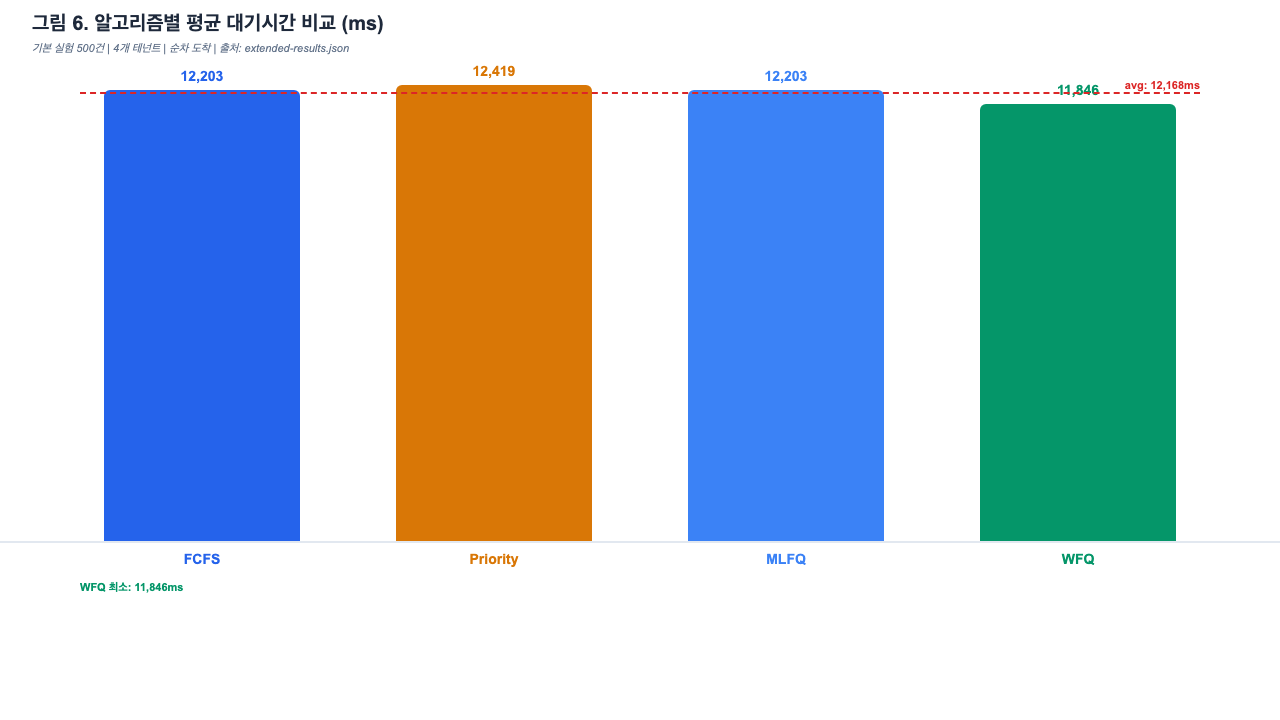 그림 6. 알고리즘별 평균 대기시간 비교 (ms)
기본 실험 500건 | 4개 테넌트 | 순차 도착 | 출처: extended-results.json
12,203
12,419
12,203
11,846
avg: 12,168ms
FCFS
Priority
MLFQ
WFQ
WFQ 최소: 11,846ms